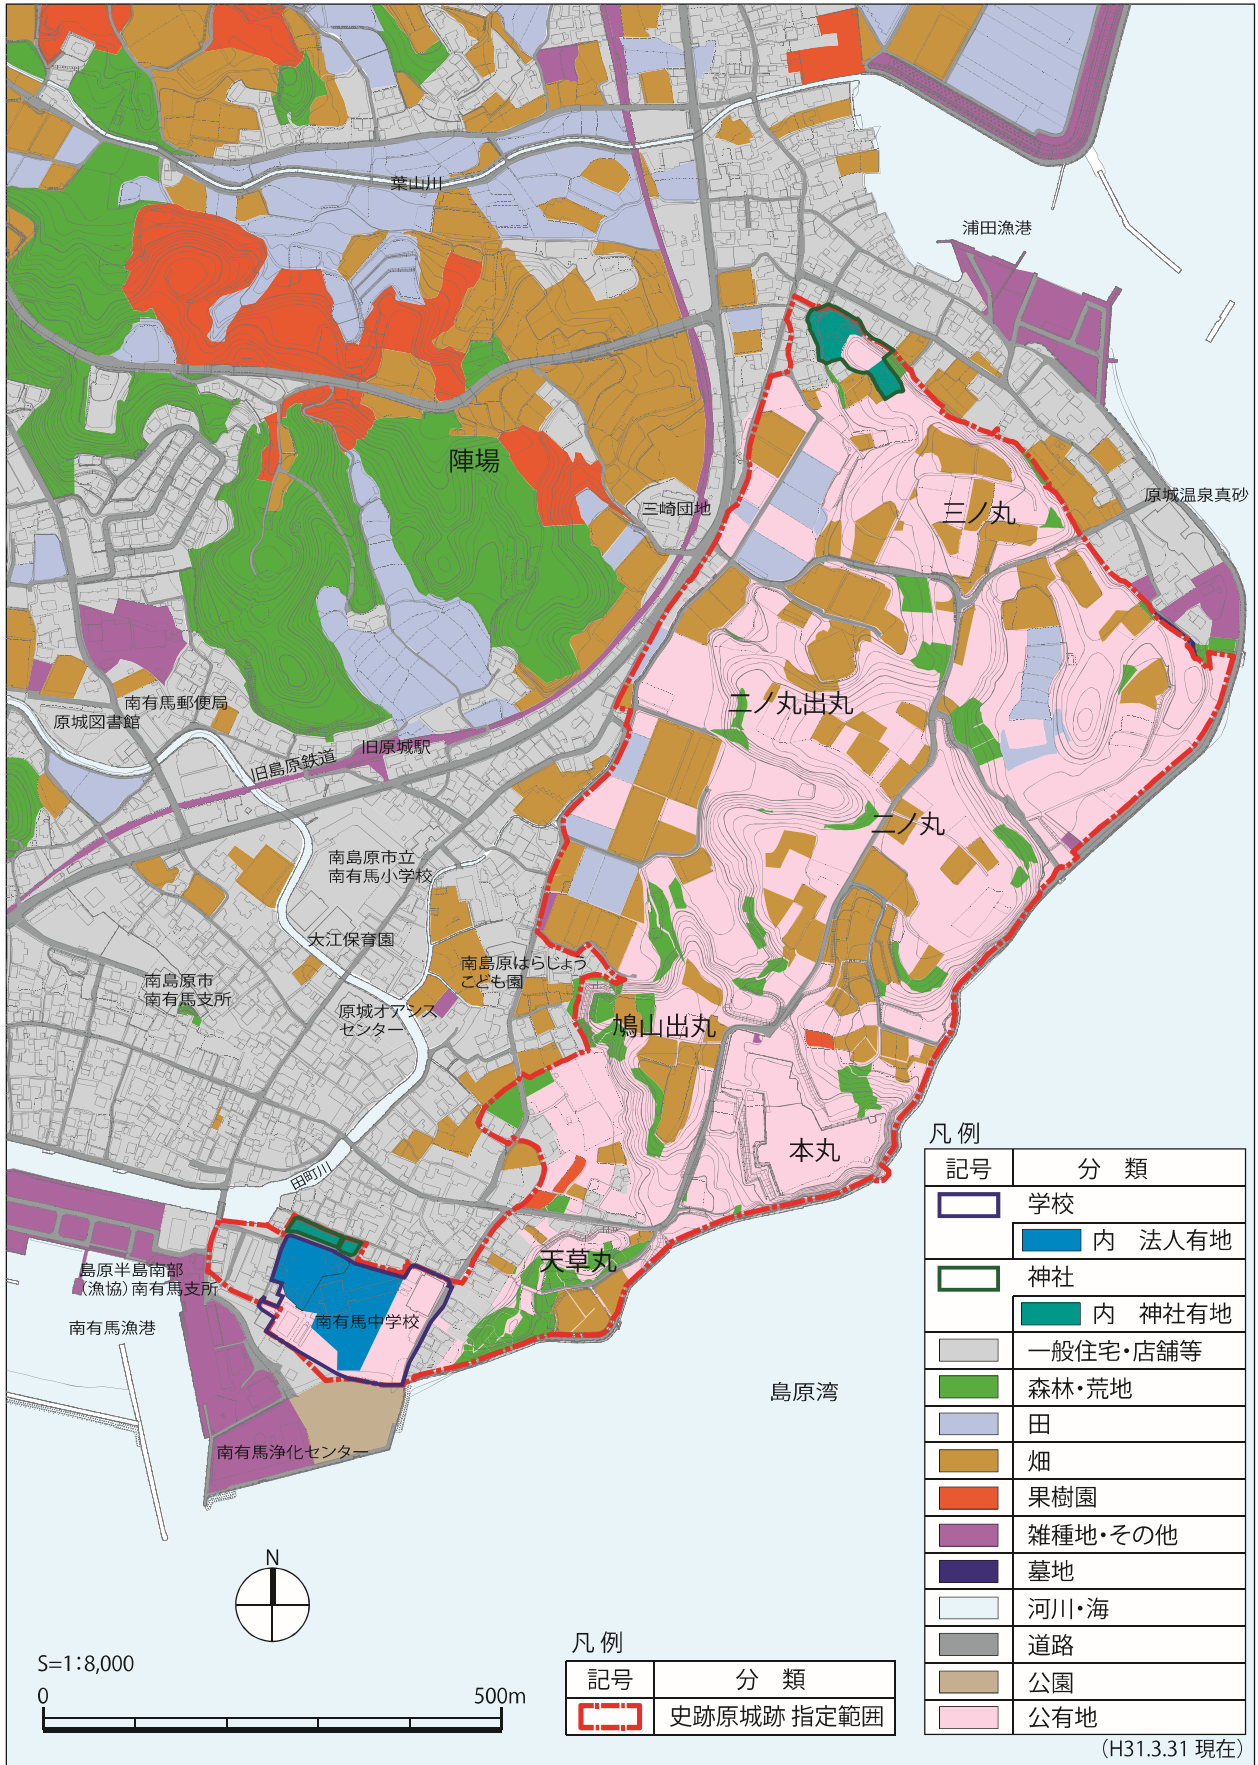 葉山川
浦田漁港
陣場
三崎団地
三ノ丸
原城温泉真砂
二ノ丸出丸
南有馬郵便局
原城図書館
旧原城駅
旧島原鉄道
二ノ丸
南島原市立
南有馬小学校
大江保育園
南島原はらじょう
こども園
南島原市
南有馬支所
原城オアシス
センター
鳩山出丸
本丸
田町川
天草丸
島原半島南部
（漁協）南有馬支所
南有馬中学校
南有馬漁港
島原湾
南有馬浄化センター
N
S=1：8,000
0
500m
凡 例
記号 分 類
史跡原城跡 指定範囲
凡 例
記号 分 類
学校
内 法人有地
神社
内 神社有地
一般住宅・店舗等
森林・荒地
田
畑
果樹園
雑種地・その他
墓地
河川・海
道路
公園
公有地
（H31.3.31 現在）